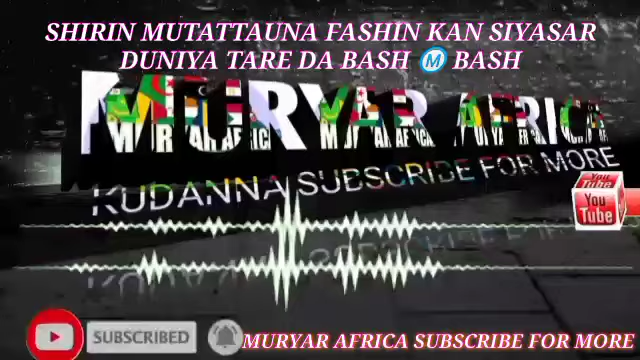 SHIRIN MUTATTAUNA FASHIN KAN SIYASAR
DUNIYA TARE DA BASH M BASH
MURYAR AFRICA
KUDANNA SUBSCRIBE FOR MORE
You Tube
You Tube
SUBSCRIBED
MURYAR AFRICA SUBSCRIBE FOR MORE